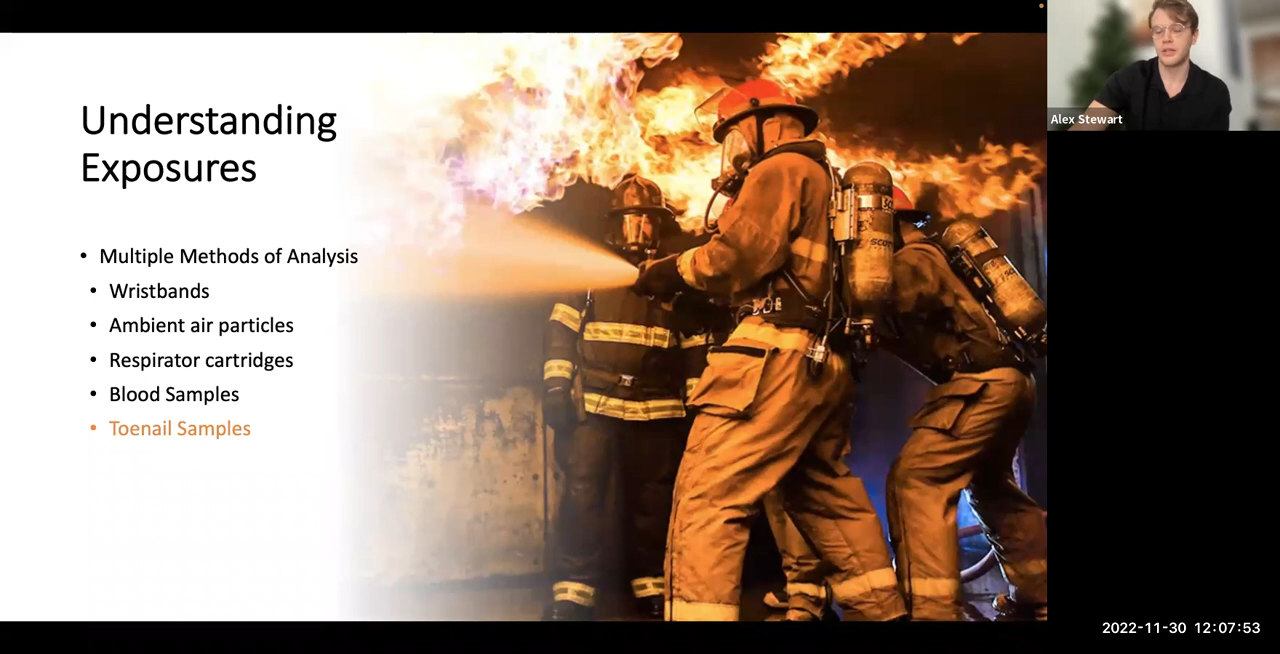 Understanding
Exposures
• Multiple Methods of Analysis
• Wristbands
• Ambient air particles
• Respirator cartridges
• Blood Samples
• Toenail Samples
SCOTT
Alex Stewart
2022-11-30 12:07:53